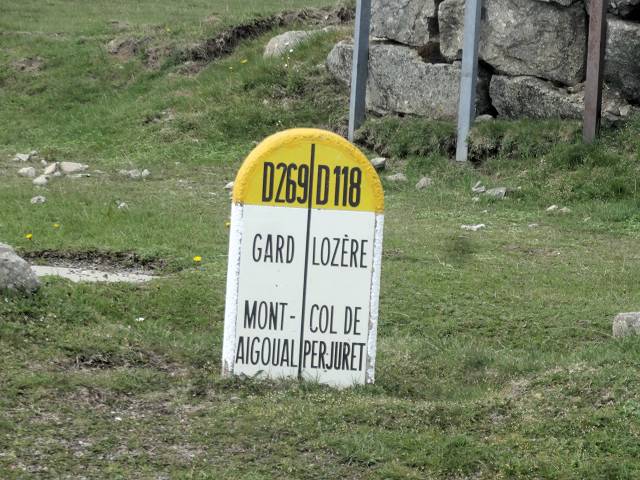 D269 D118
GARD LOZÈRE
MONT- COL DE
AIGOUAL PERJURET